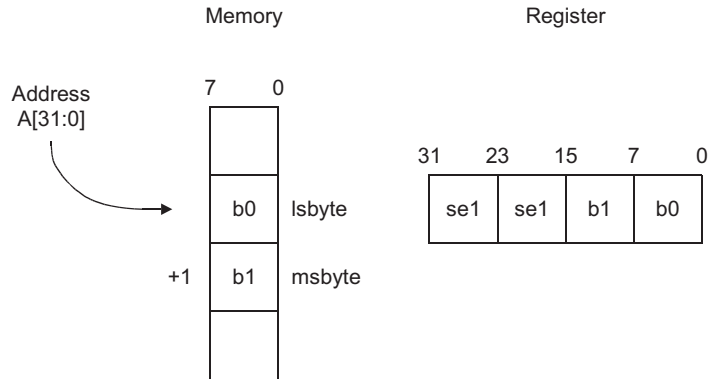 Memory
Register
7 0
Address
A[31:0]
31 23 15 7 0
b0 lsbyte
se1 se1 b1 b0
+1 b1 msbyte